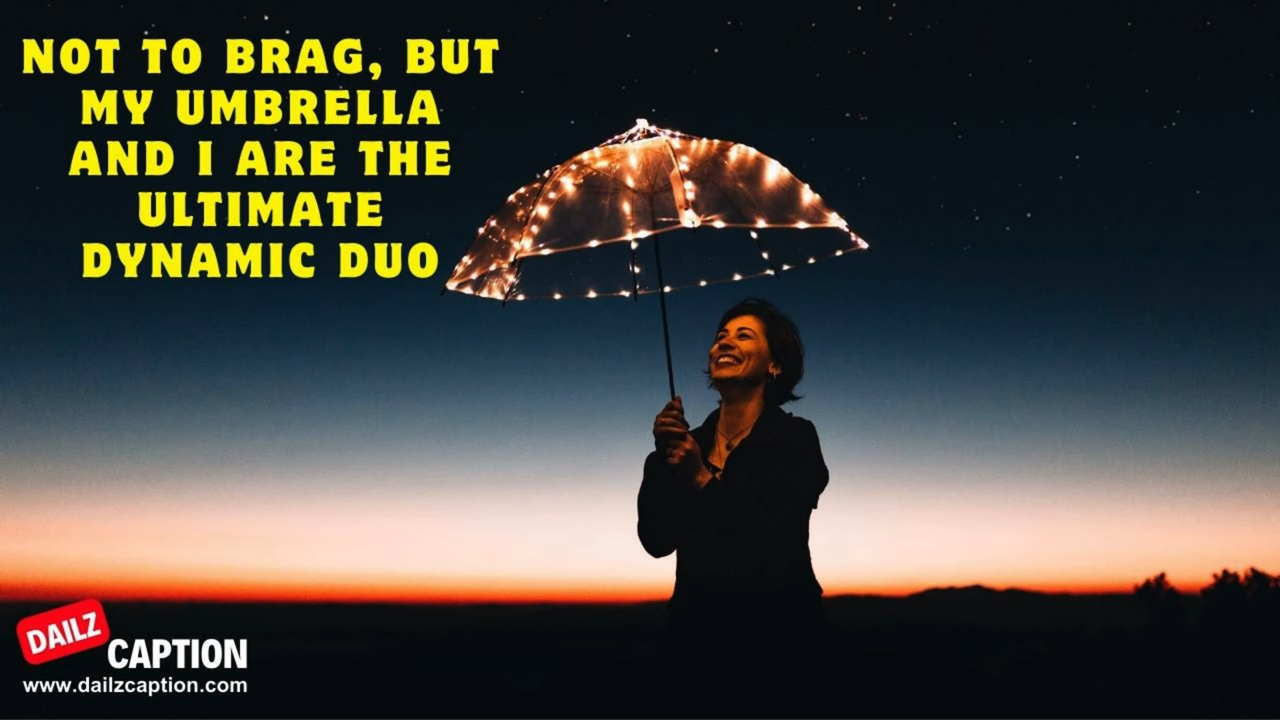 NOT TO BRAG, BUT
MY UMBRELLA
AND I ARE THE
ULTIMATE
DYNAMIC DUO
DAILZ
CAPTION
www.dailzcaption.com